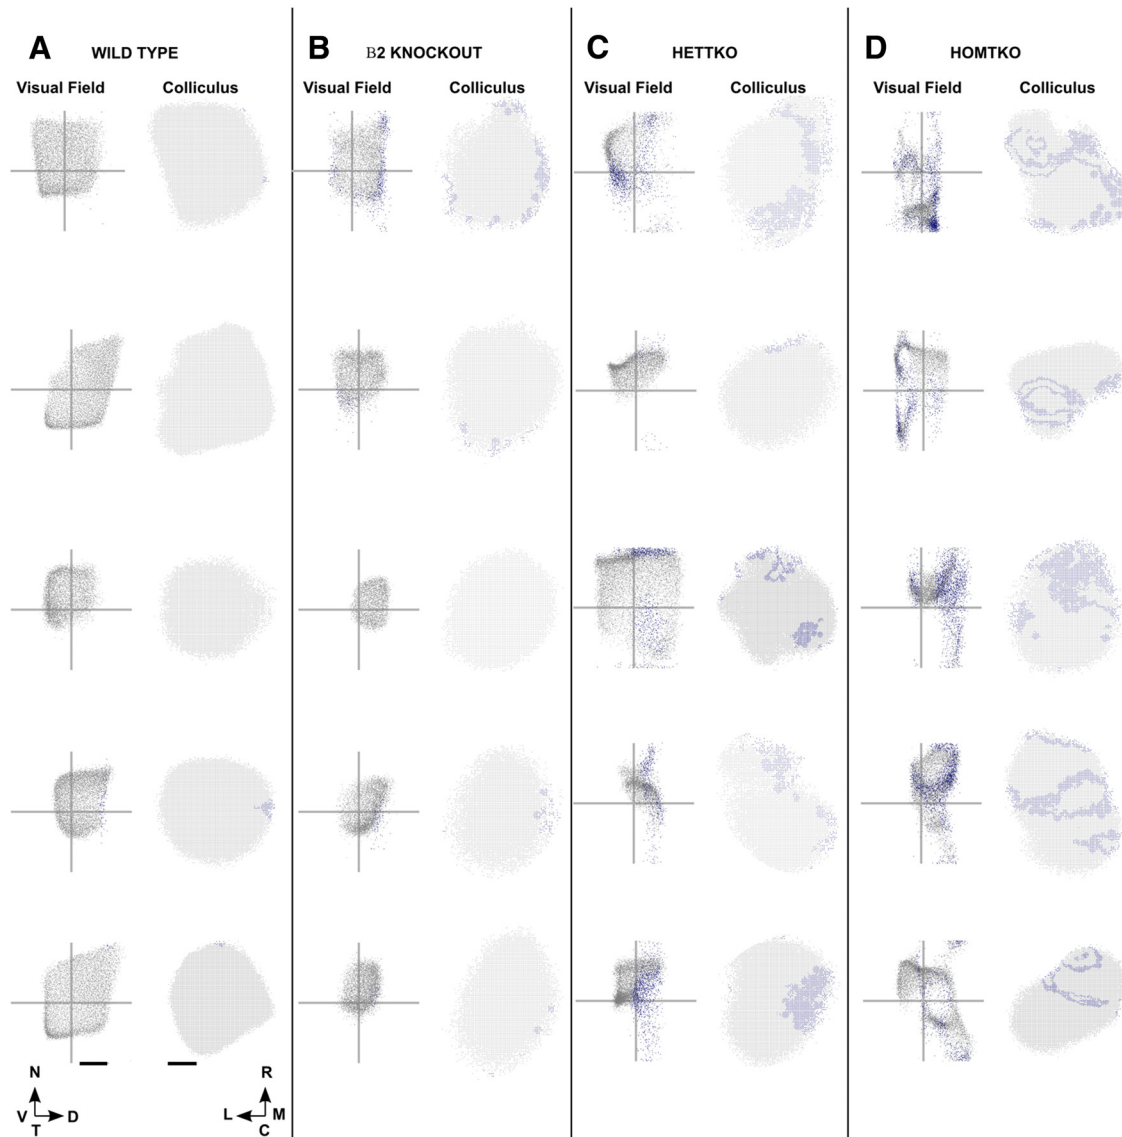 A WILD TYPE
Visual Field Colliculus
B B2 KNOCKOUT
Visual Field Colliculus
C HETTKO
Visual Field Colliculus
D HOMTKO
Visual Field Colliculus
N
V D
T
R
L M
C